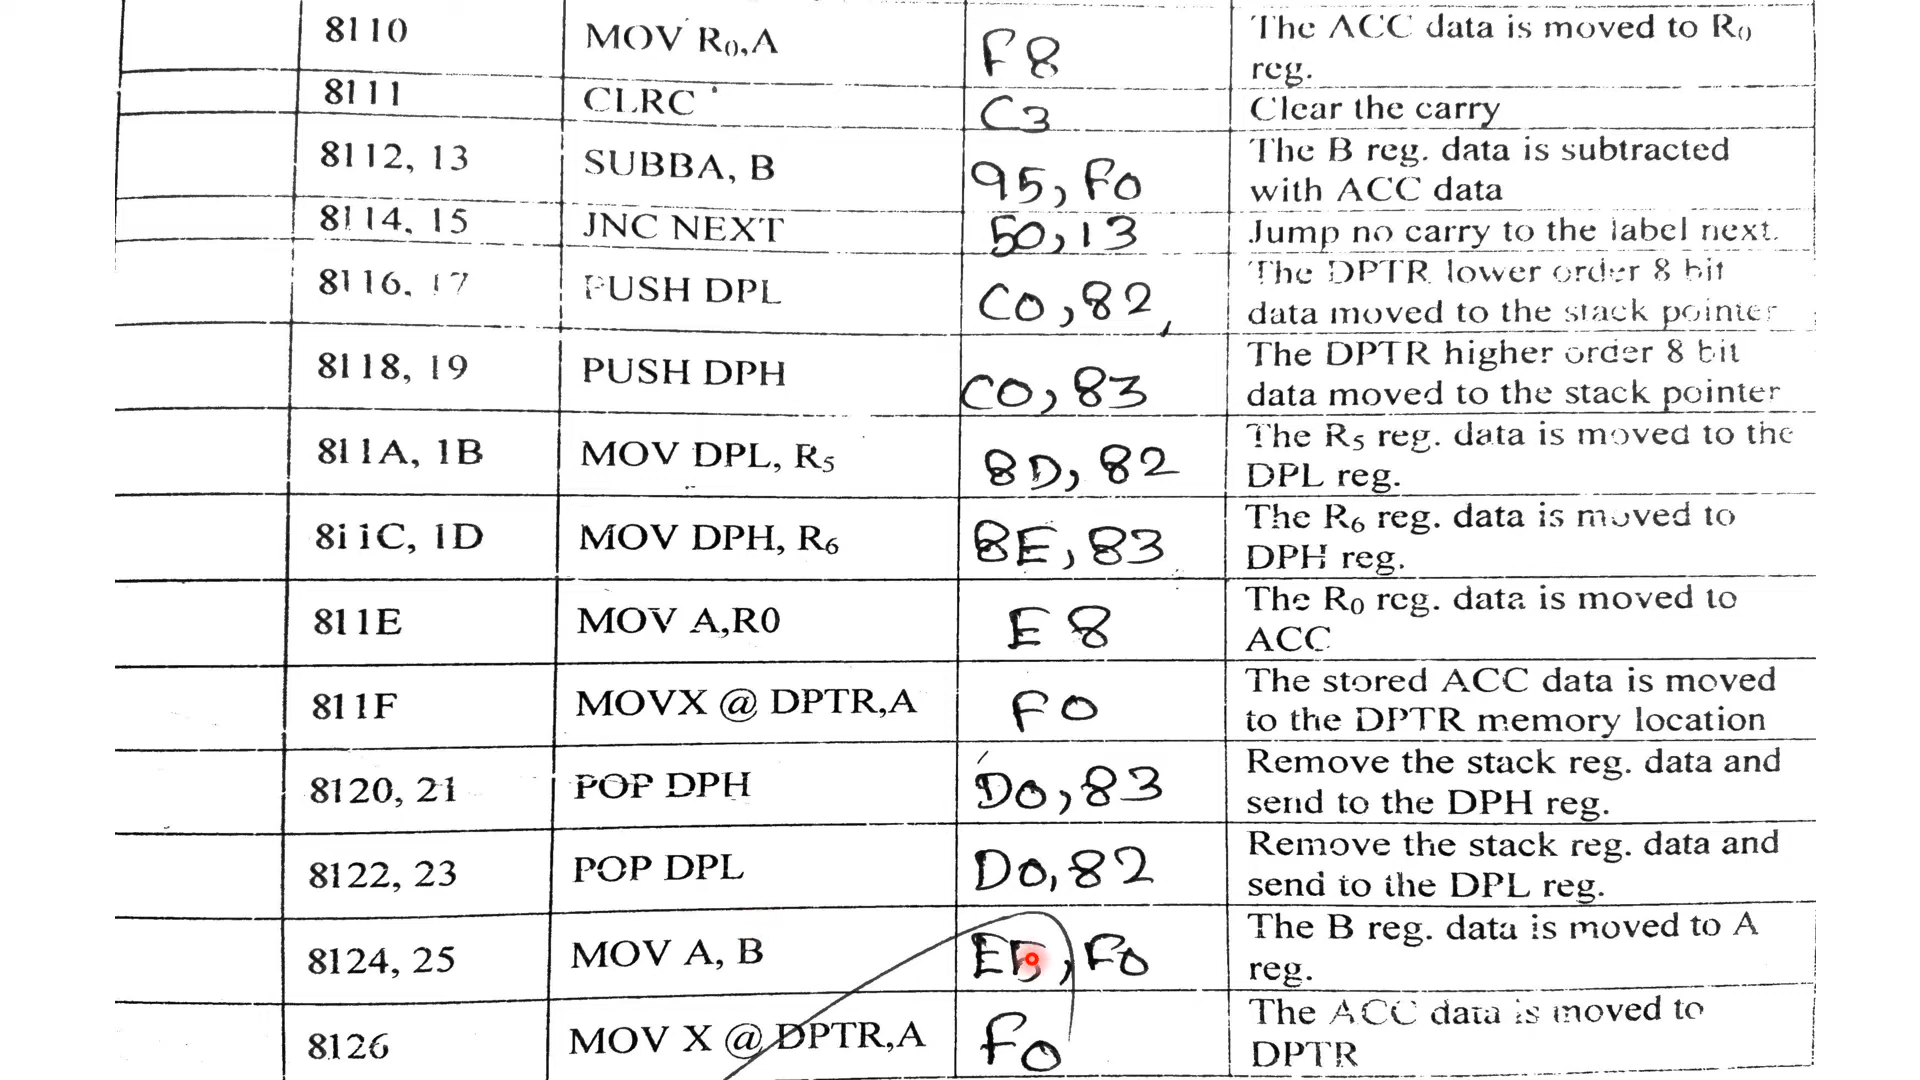 8110 MOV R0,A F8 The ACC data is moved to R0
reg.
8111 CLRC C3 Clear the carry
8112, 13 SUBBA, B 95, F0 The B reg. data is subtracted
with ACC data
8114, 15 JNC NEXT 50, 13 Jump no carry to the label next.
8116, 17 PUSH DPL C0, 82, The DPTR lower order 8 bit
data moved to the stack pointer
8118, 19 PUSH DPH C0, 83 The DPTR higher order 8 bit
data moved to the stack pointer
811A, 1B MOV DPL, R5 8D, 82 The R5 reg. data is moved to the
DPL reg.
811C, 1D MOV DPH, R6 8E, 83 The R6 reg. data is moved to
DPH reg.
811E MOV A,R0 E8 The R0 reg. data is moved to
ACC
811F MOVX @ DPTR,A F0 The stored ACC data is moved
to the DPTR memory location
8120, 21 POP DPH D0, 83 Remove the stack reg. data and
send to the DPH reg.
8122, 23 POP DPL D0, 82 Remove the stack reg. data and
send to the DPL reg.
8124, 25 MOV A, B E5, F0 The B reg. data is moved to A
reg.
8126 MOV X @ DPTR,A F0 The ACC data is moved to
DPTR